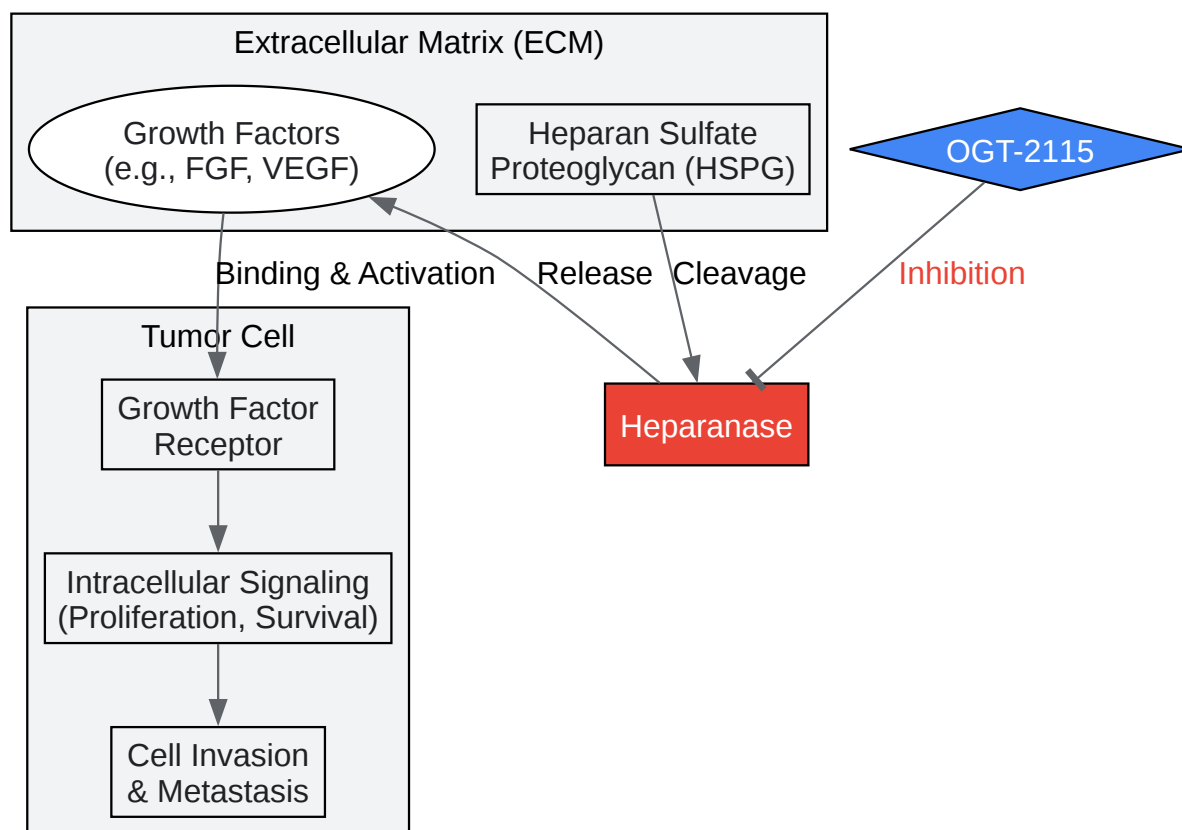 Extracellular Matrix (ECM)
Growth Factors
(e.g., FGF, VEGF)
Heparan Sulfate
Proteoglycan (HSPG)
OGT-2115
Binding & Activation
Release
Cleavage
Inhibition
Tumor Cell
Growth Factor
Receptor
Heparanase
Intracellular Signaling
(Proliferation, Survival)
Cell Invasion
& Metastasis